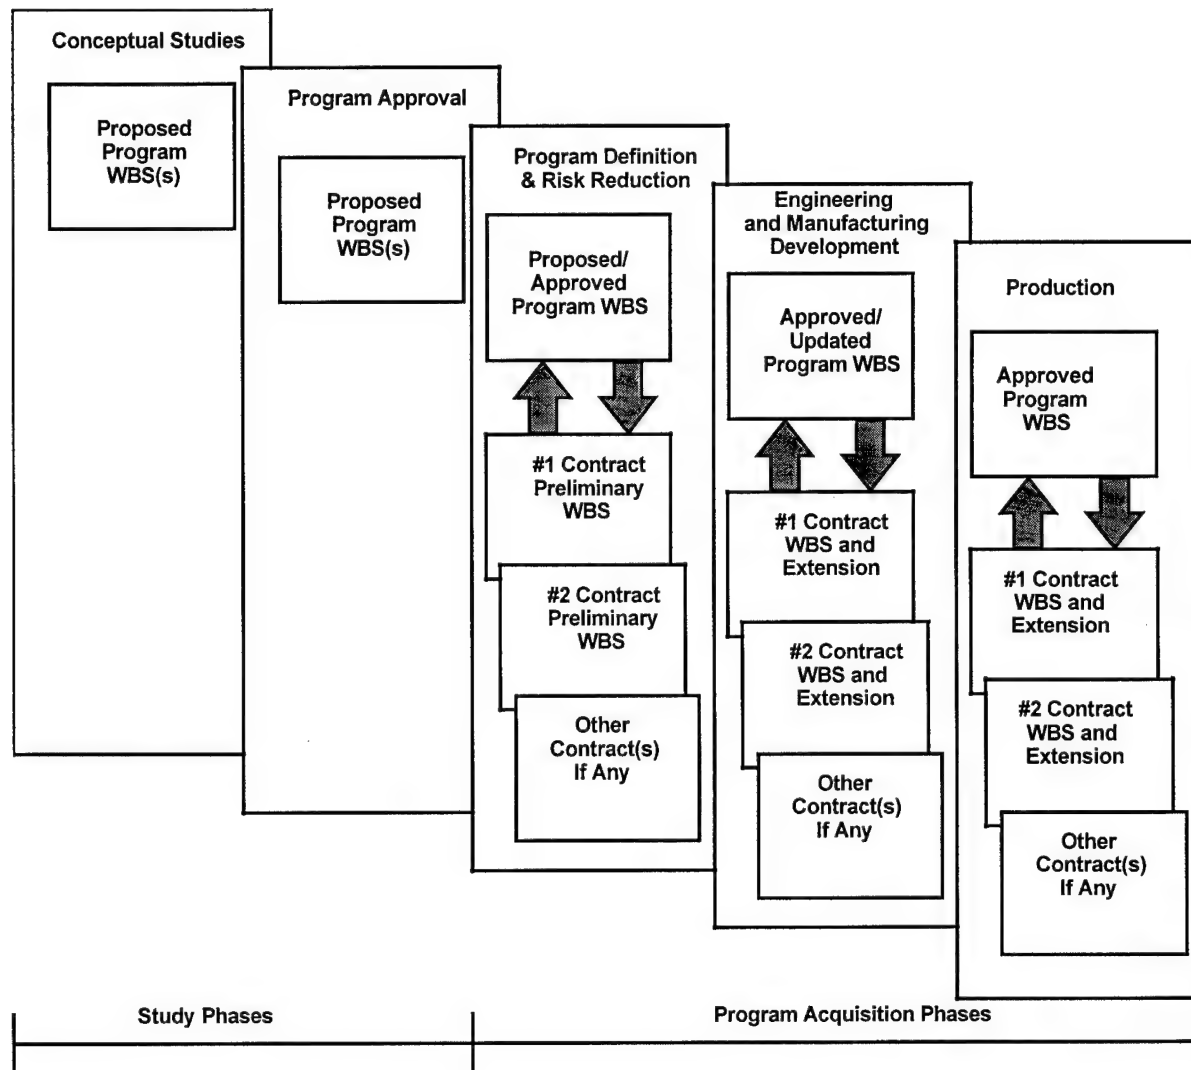 Conceptual Studies
Proposed
Program
WBS(s)
Program Approval
Proposed
Program
WBS(s)
Program Definition
& Risk Reduction
Proposed/
Approved
Program WBS
#1 Contract
Preliminary
WBS
#2 Contract
Preliminary
WBS
Other
Contract(s)
If Any
Engineering
and Manufacturing
Development
Approved/
Updated
Program WBS
#1 Contract
WBS and
Extension
#2 Contract
WBS and
Extension
Other
Contract(s)
If Any
Production
Approved
Program
WBS
#1 Contract
WBS and
Extension
#2 Contract
WBS and
Extension
Other
Contract(s)
If Any
Study Phases
Program Acquisition Phases